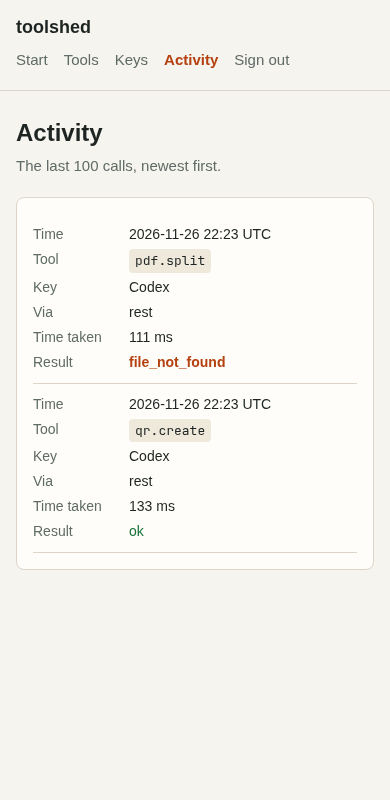 toolshed
Start Tools Keys Activity Sign out
Activity
The last 100 calls, newest first.
Time 2026-11-26 22:23 UTC
Tool pdf.split
Key Codex
Via rest
Time taken 111 ms
Result file_not_found
Time 2026-11-26 22:23 UTC
Tool qr.create
Key Codex
Via rest
Time taken 133 ms
Result ok